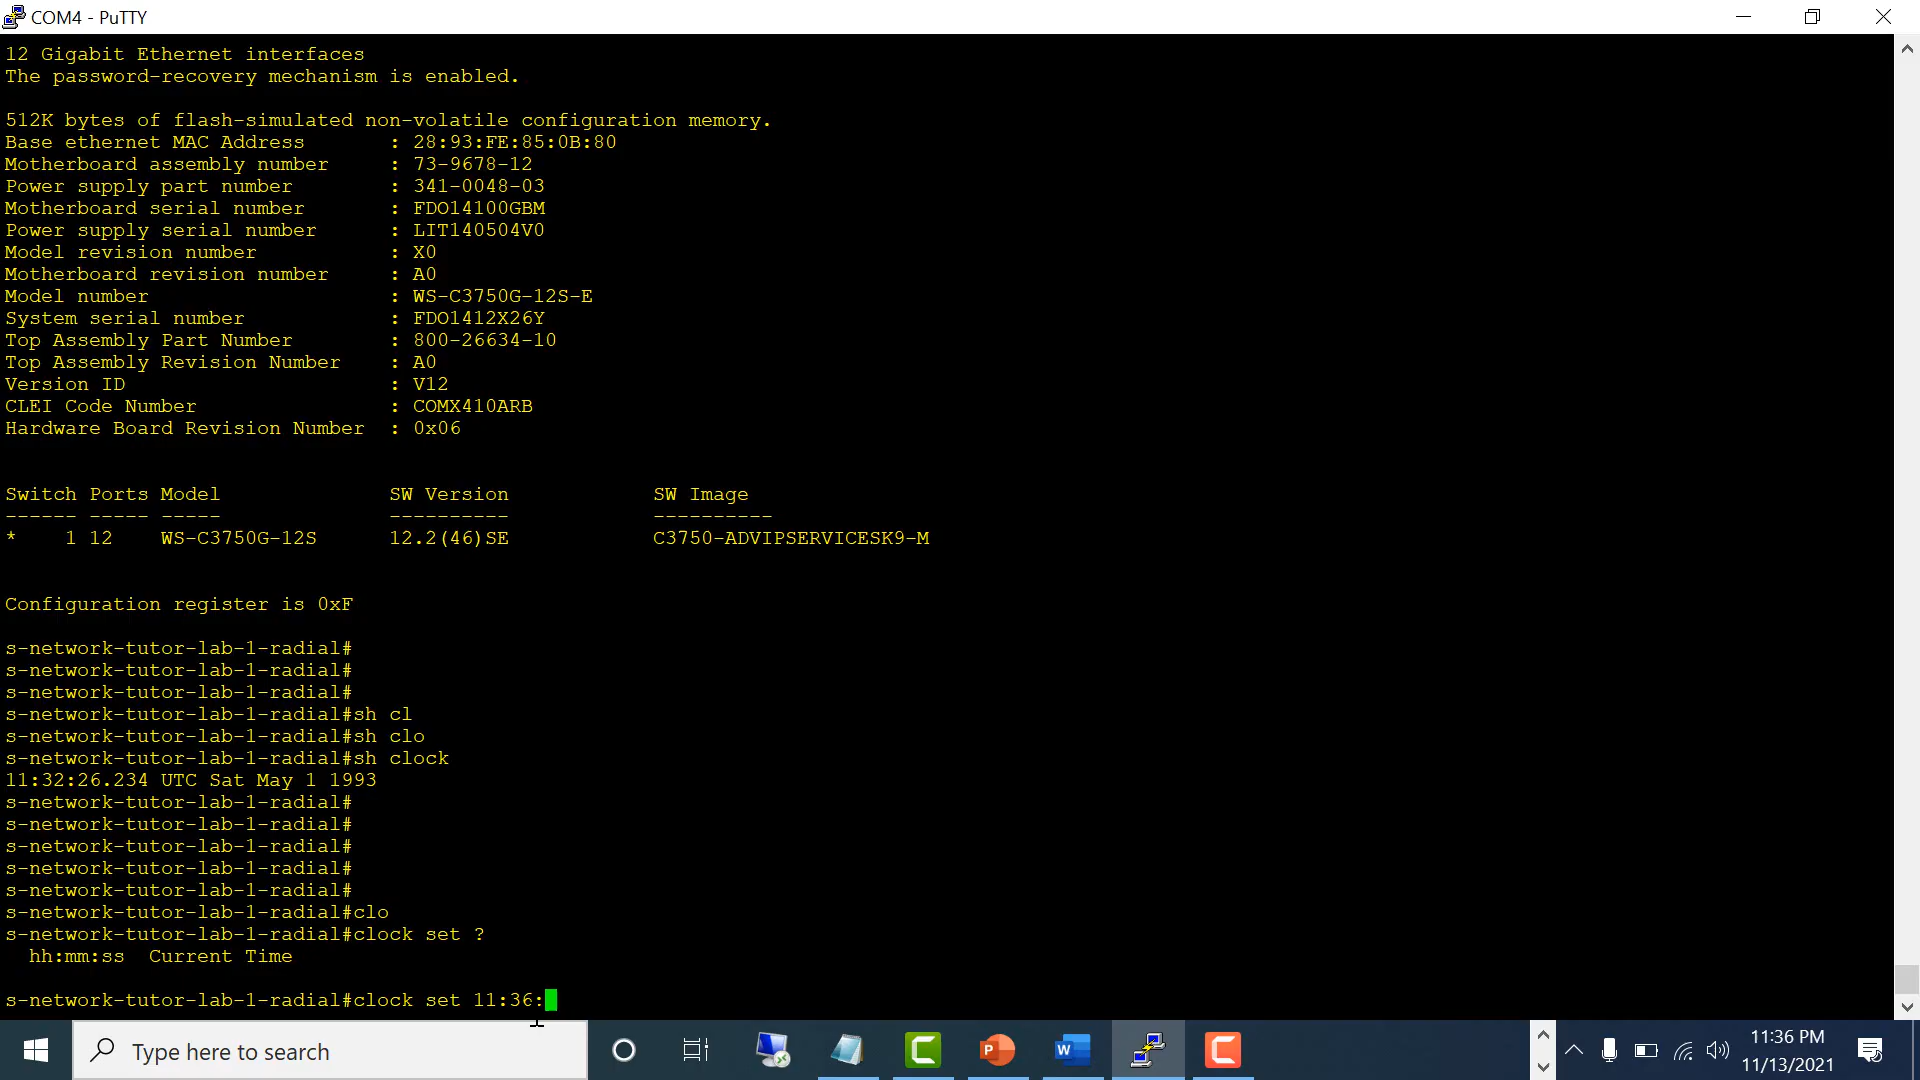 COM4 - PuTTY
12 Gigabit Ethernet interfaces
The password-recovery mechanism is enabled.
512K bytes of flash-simulated non-volatile configuration memory.
Base ethernet MAC Address : 28:93:FE:85:0B:80
Motherboard assembly number : 73-9678-12
Power supply part number : 341-0048-03
Motherboard serial number : FDO14100GBM
Power supply serial number : LIT140504V0
Model revision number : X0
Motherboard revision number : A0
Model number : WS-C3750G-12S-E
System serial number : FDO1412X26Y
Top Assembly Part Number : 800-26634-10
Top Assembly Revision Number : A0
Version ID : V12
CLEI Code Number : COMX410ARB
Hardware Board Revision Number : 0x06
Switch Ports Model SW Version SW Image
------ ----- ----- ---------- ----------
* 1 12 WS-C3750G-12S 12.2(46)SE C3750-ADVIPSERVICESK9-M
Configuration register is 0xF
s-network-tutor-lab-1-radial#
s-network-tutor-lab-1-radial#
s-network-tutor-lab-1-radial#
s-network-tutor-lab-1-radial#sh cl
s-network-tutor-lab-1-radial#sh clo
s-network-tutor-lab-1-radial#sh clock
11:32:26.234 UTC Sat May 1 1993
s-network-tutor-lab-1-radial#
s-network-tutor-lab-1-radial#
s-network-tutor-lab-1-radial#
s-network-tutor-lab-1-radial#
s-network-tutor-lab-1-radial#
s-network-tutor-lab-1-radial#clo
s-network-tutor-lab-1-radial#clock set ?
hh:mm:ss Current Time
s-network-tutor-lab-1-radial#clock set 11:36:
Type here to search
11:36 PM
11/13/2021